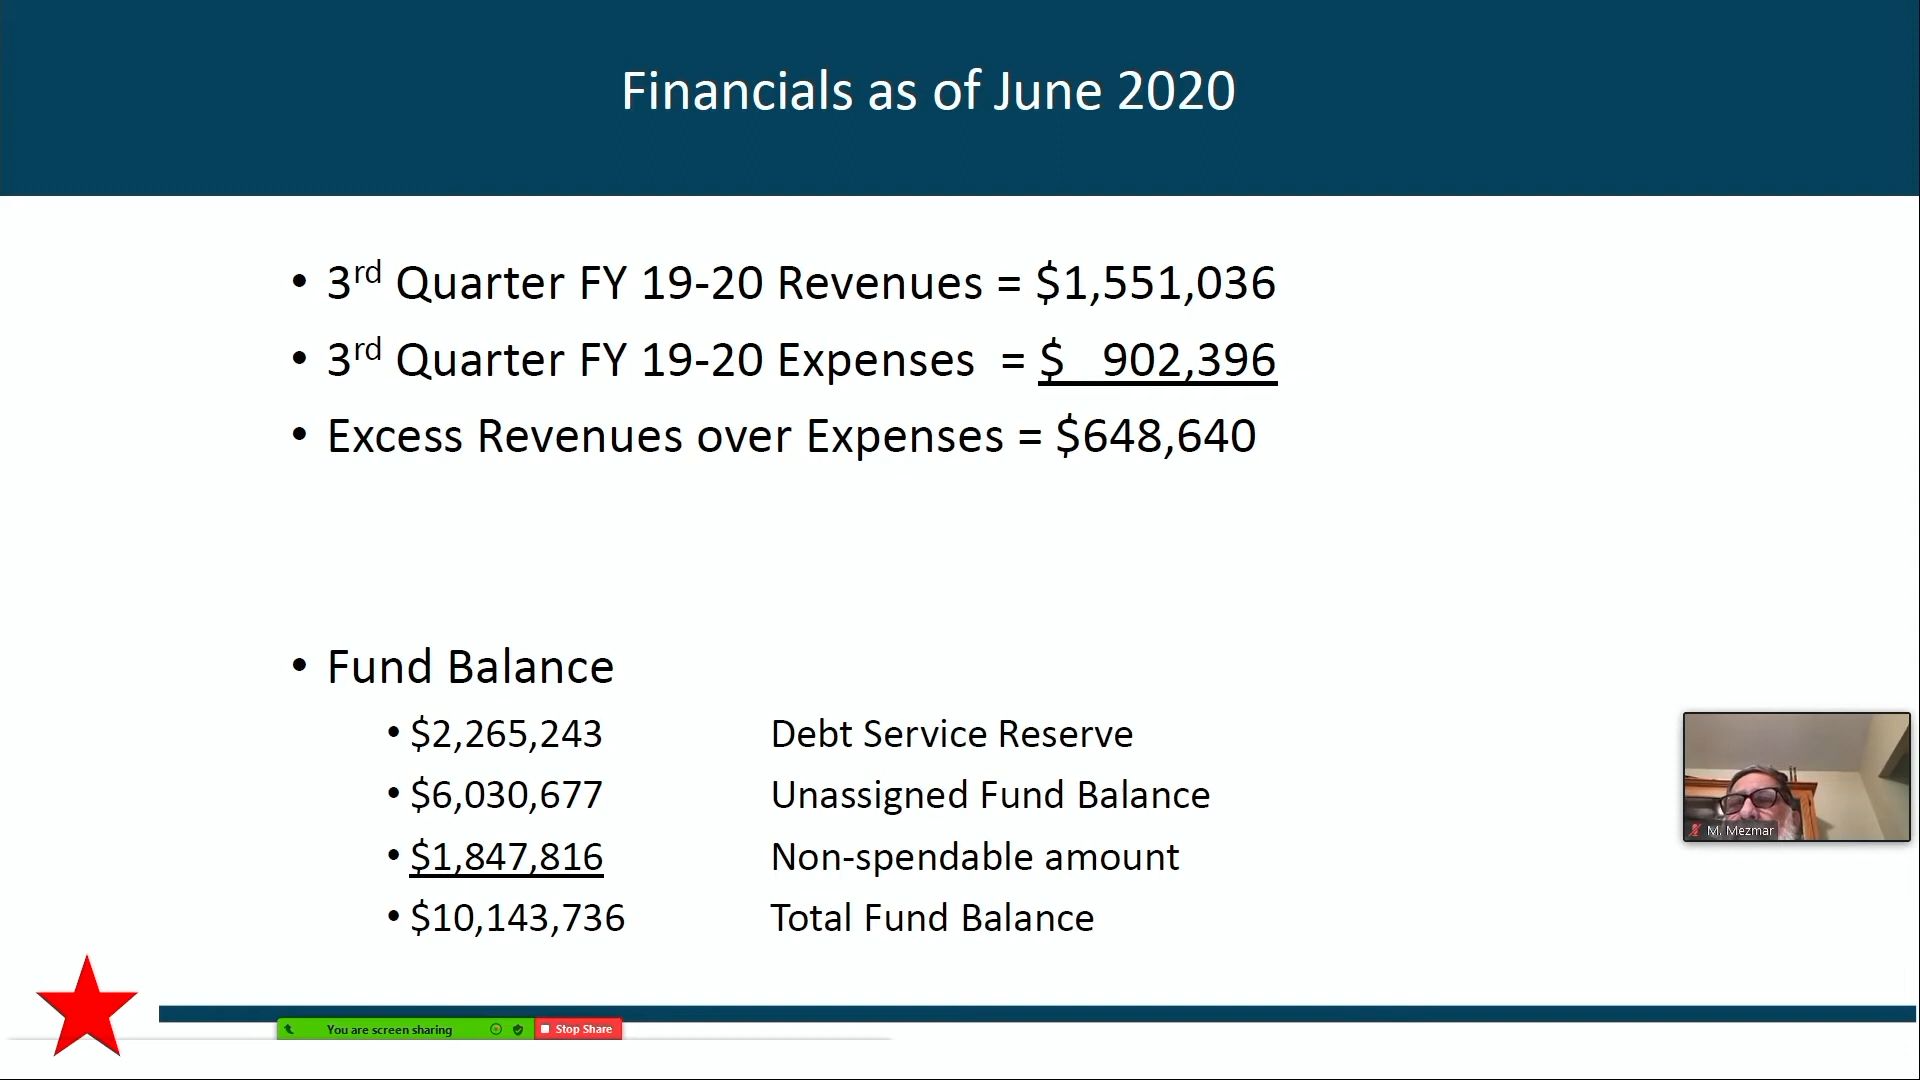 Financials as of June 2020
• 3rd Quarter FY 19-20 Revenues = $1,551,036
• 3rd Quarter FY 19-20 Expenses = $ 902,396
• Excess Revenues over Expenses = $648,640
• Fund Balance
• $2,265,243 Debt Service Reserve
• $6,030,677 Unassigned Fund Balance
• $1,847,816 Non-spendable amount
• $10,143,736 Total Fund Balance
M. Mezmar
You are screen sharing Stop Share